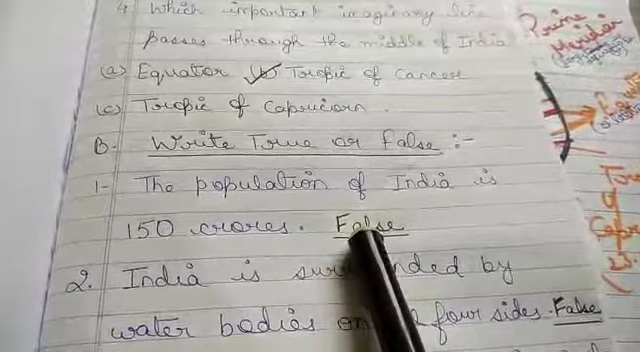 4. Which important imaginary line
passes through the middle of India
(a) Equator (b) Tropic of Cancer
(c) Tropic of Capricorn
B- Write True or False :-
1- The population of India is
150 crores. False
2. India is by
water bodies on four sides. False
Prime
Meridian